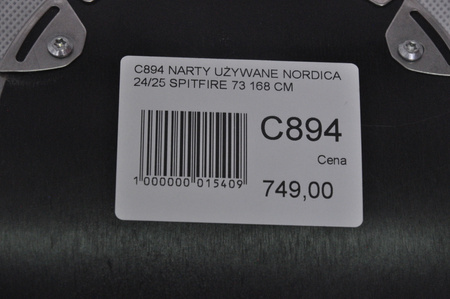 C894 NARTY UŻYWANE NORDICA
24/25 SPITFIRE 73 168 CM
C894
Cena
749,00
1 000000 015409